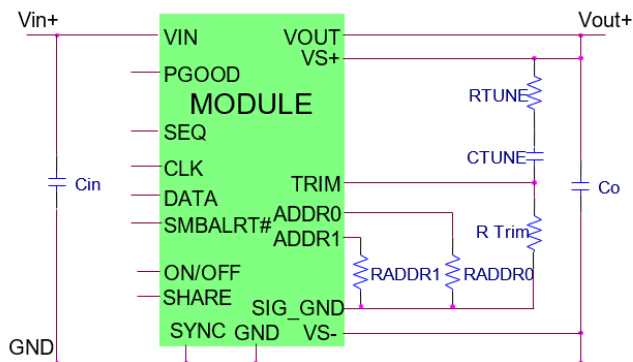 Vin+
Vout+
VIN
VOUT
VS+
PGOOD
RTUNE
MODULE
SEQ
CTUNE
CLK
TRIM
Cin
DATA
Co
ADDR0
SMBALRT#
R Trim
ADDR1
ON/OFF
RADDR1
RADDR0
SHARE
SIG_GND
SYNC
GND
VS-
GND